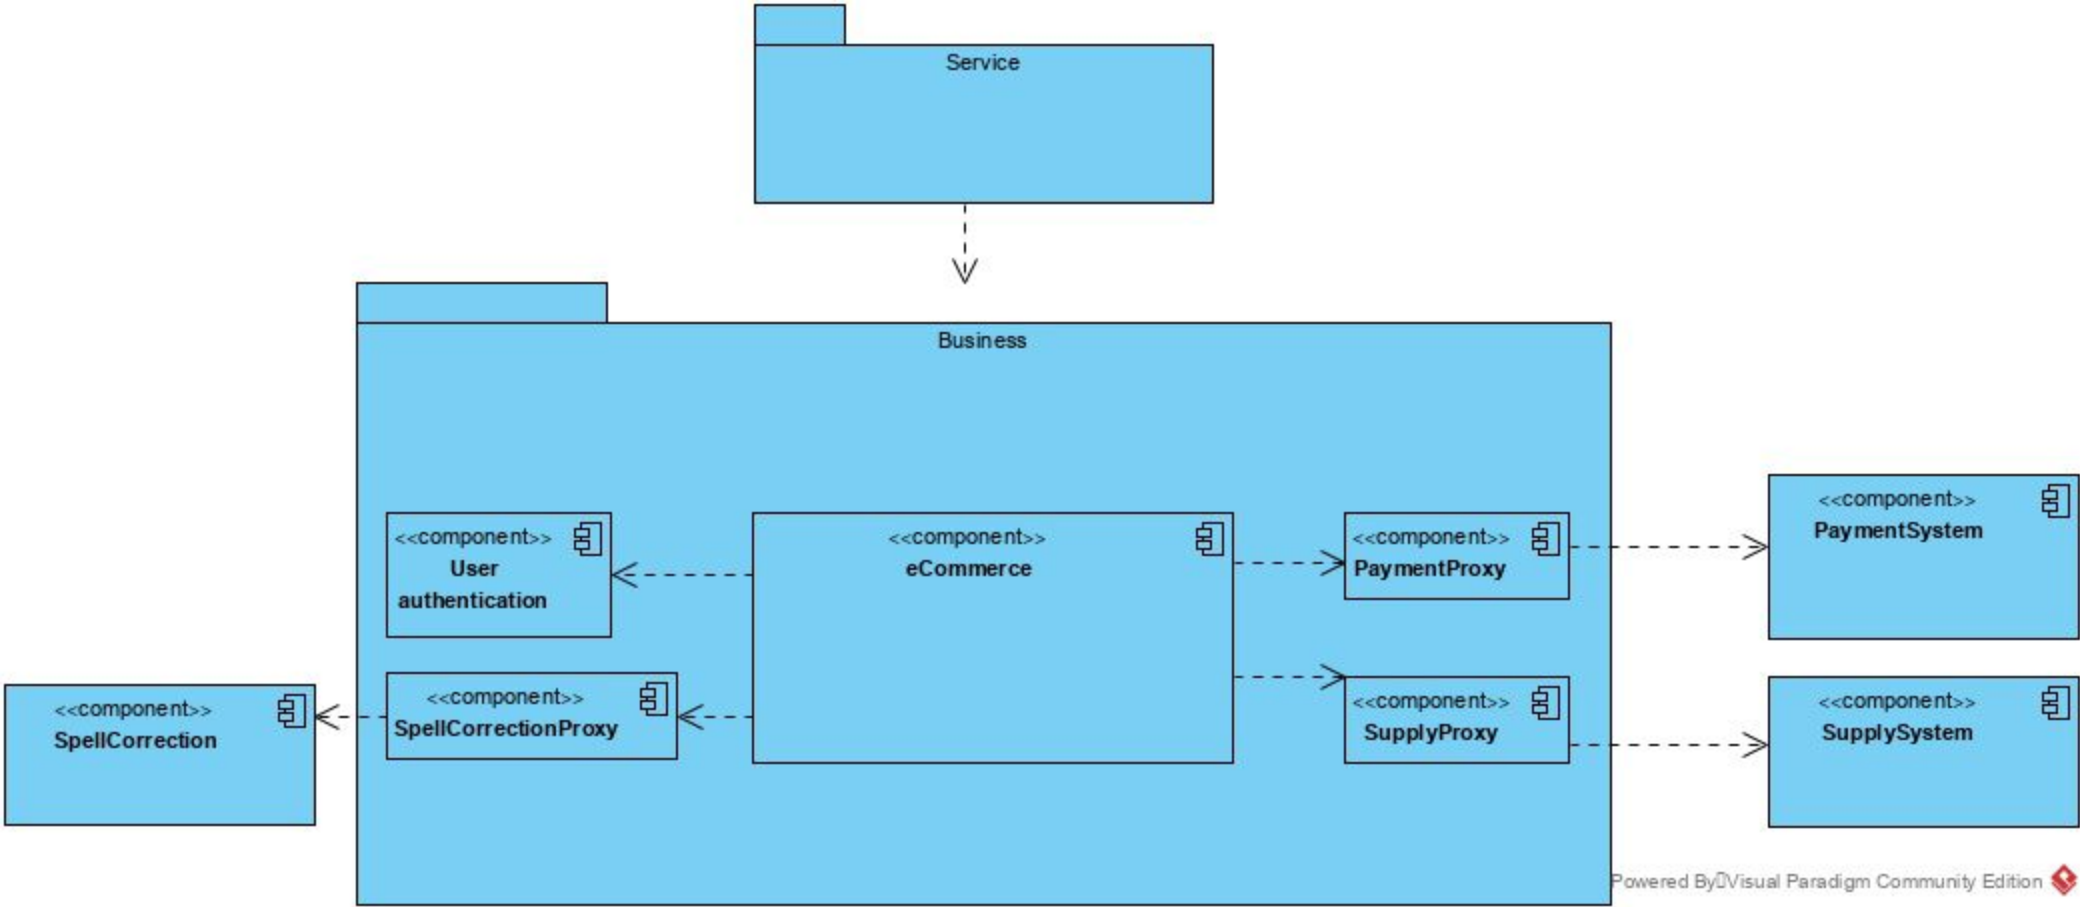 Service
Business
<<component>>
User
authentication
<<component>>
eCommerce
<<component>>
PaymentProxy
<<component>>
PaymentSystem
<<component>>
SpellCorrection
<<component>>
SpellCorrectionProxy
<<component>>
SupplyProxy
<<component>>
SupplySystem
Powered By▯Visual Paradigm Community Edition